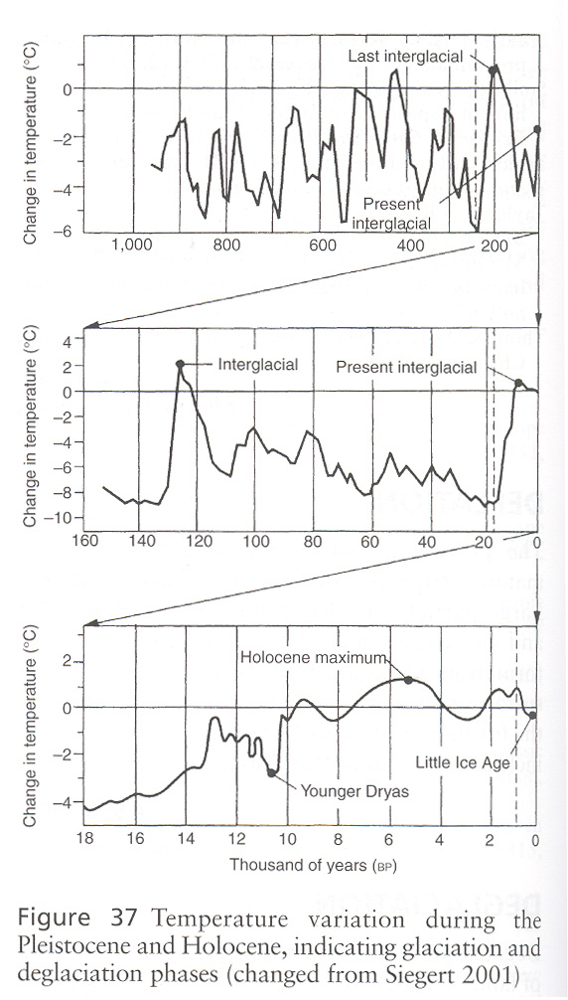 Change in temperature (°C)
Last interglacial
0
−2
−4
−6
Present
interglacial
1,000 800 600 400 200
Change in temperature (°C)
4
2
0
−2
−4
−6
−8
−10
Interglacial
Present interglacial
160 140 120 100 80 60 40 20 0
Change in temperature (°C)
2
0
−2
−4
Holocene maximum
Little Ice Age
Younger Dryas
18 16 14 12 10 8 6 4 2 0
Thousand of years (BP)
Figure 37 Temperature variation during the
Pleistocene and Holocene, indicating glaciation and
deglaciation phases (changed from Siegert 2001)